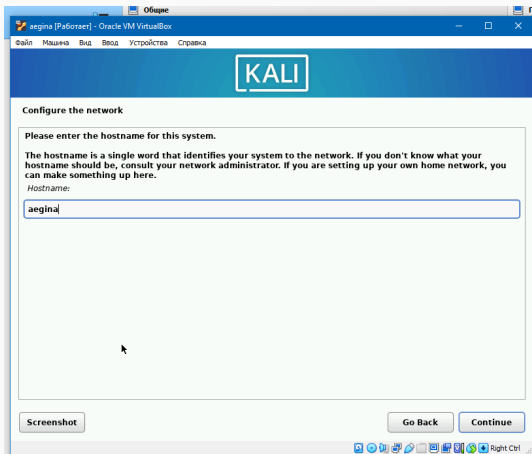 Общие
aegina [Работает] - Oracle VM VirtualBox
Файл Машина Вид Ввод Устройства Справка
KALI
Configure the network
Please enter the hostname for this system.
The hostname is a single word that identifies your system to the network. If you don't know what your
hostname should be, consult your network administrator. If you are setting up your own home network, you
can make something up here.
Hostname:
aegina
Screenshot
Go Back Continue
Right Ctrl